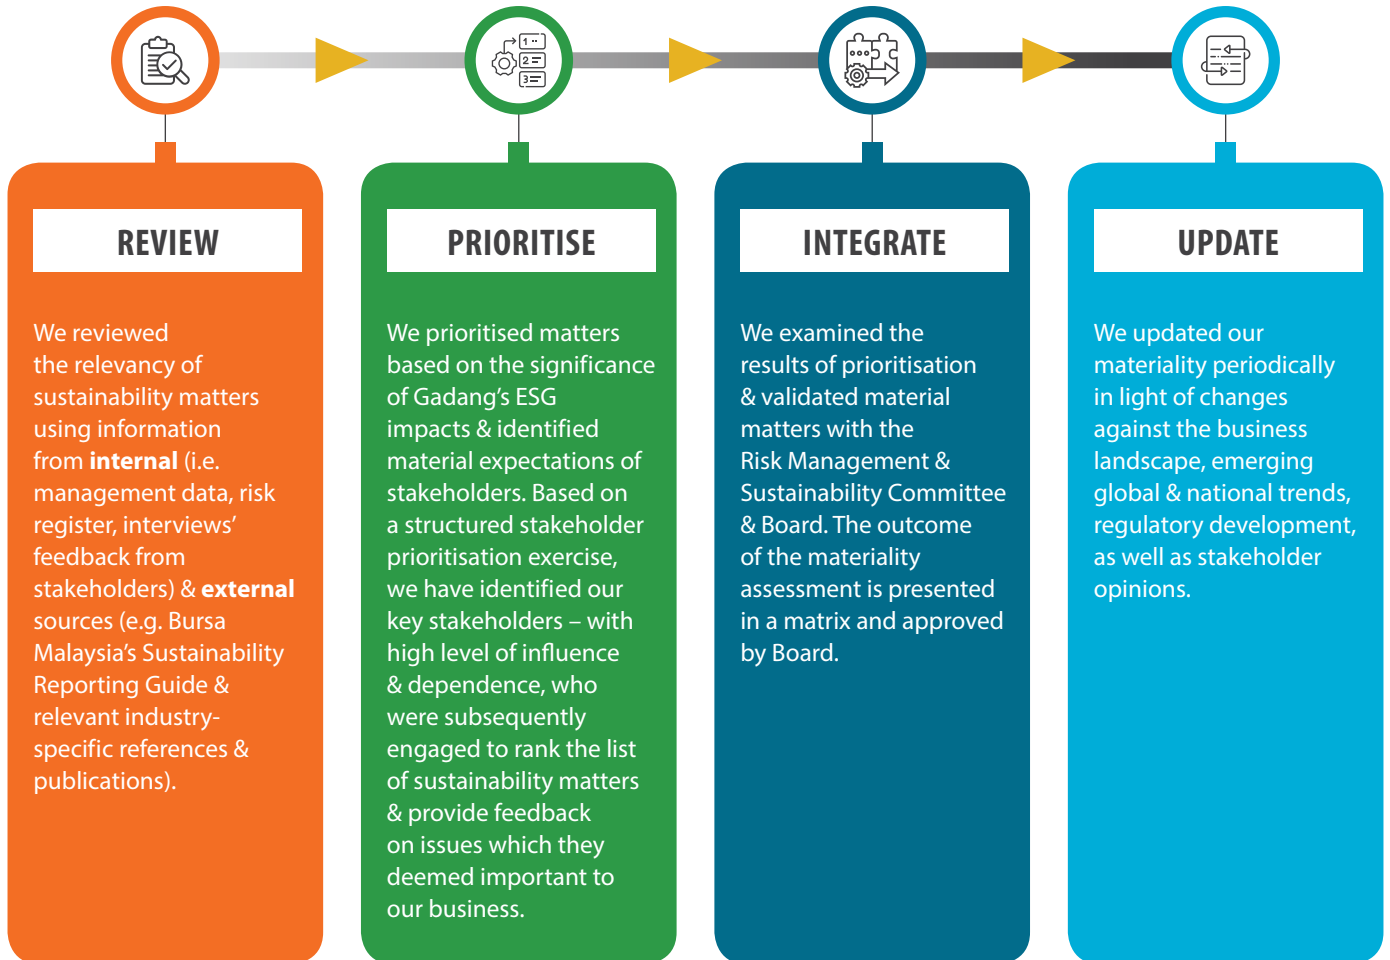 1
2
3
REVIEW
We reviewed
the relevancy of
sustainability matters
using information
from internal (i.e.
management data, risk
register, interviews’
feedback from
stakeholders) & external
sources (e.g. Bursa
Malaysia’s Sustainability
Reporting Guide &
relevant industry-
specific references &
publications).
PRIORITISE
We prioritised matters
based on the significance
of Gadang’s ESG
impacts & identified
material expectations of
stakeholders. Based on
a structured stakeholder
prioritisation exercise,
we have identified our
key stakeholders – with
high level of influence
& dependence, who
were subsequently
engaged to rank the list
of sustainability matters
& provide feedback
on issues which they
deemed important to
our business.
INTEGRATE
We examined the
results of prioritisation
& validated material
matters with the
Risk Management &
Sustainability Committee
& Board. The outcome
of the materiality
assessment is presented
in a matrix and approved
by Board.
UPDATE
We updated our
materiality periodically
in light of changes
against the business
landscape, emerging
global & national trends,
regulatory development,
as well as stakeholder
opinions.